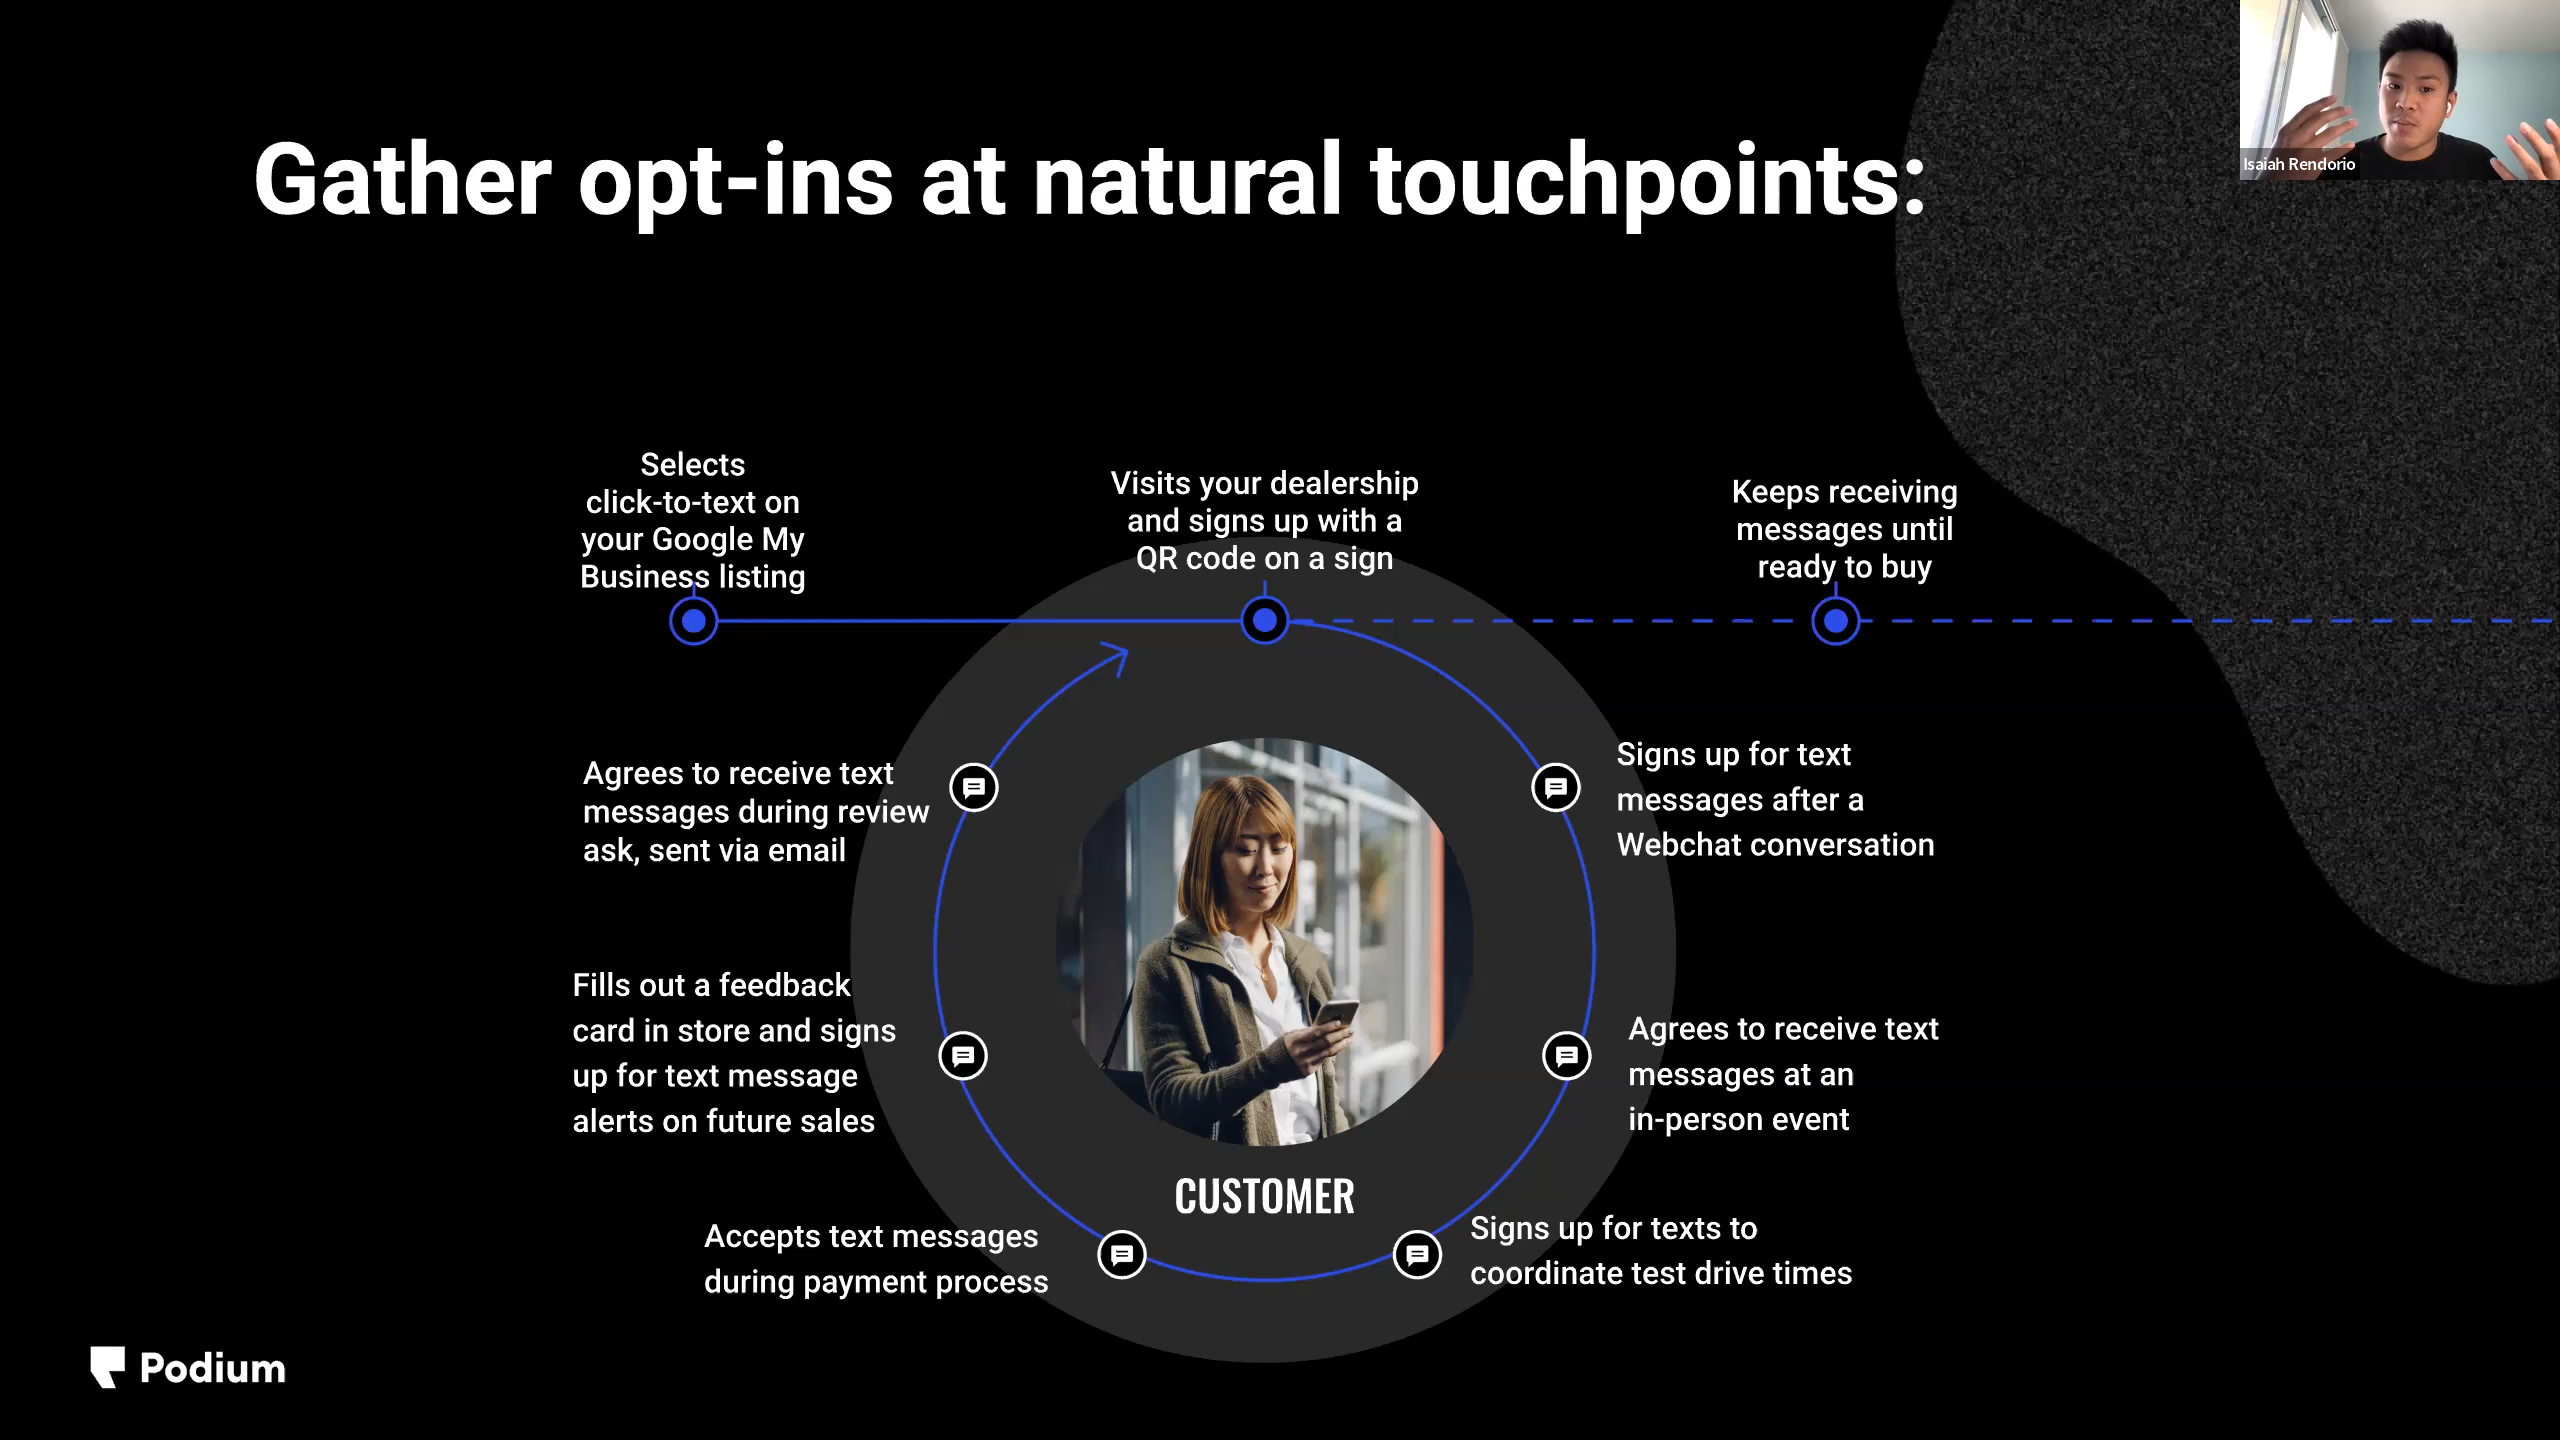 Gather opt-ins at natural touchpoints:
Isaiah Rendorio
Selects
click-to-text on
your Google My
Business listing
Visits your dealership
and signs up with a
QR code on a sign
Keeps receiving
messages until
ready to buy
Agrees to receive text
messages during review
ask, sent via email
Signs up for text
messages after a
Webchat conversation
Fills out a feedback
card in store and signs
up for text message
alerts on future sales
Agrees to receive text
messages at an
in-person event
CUSTOMER
Accepts text messages
during payment process
Signs up for texts to
coordinate test drive times
Podium